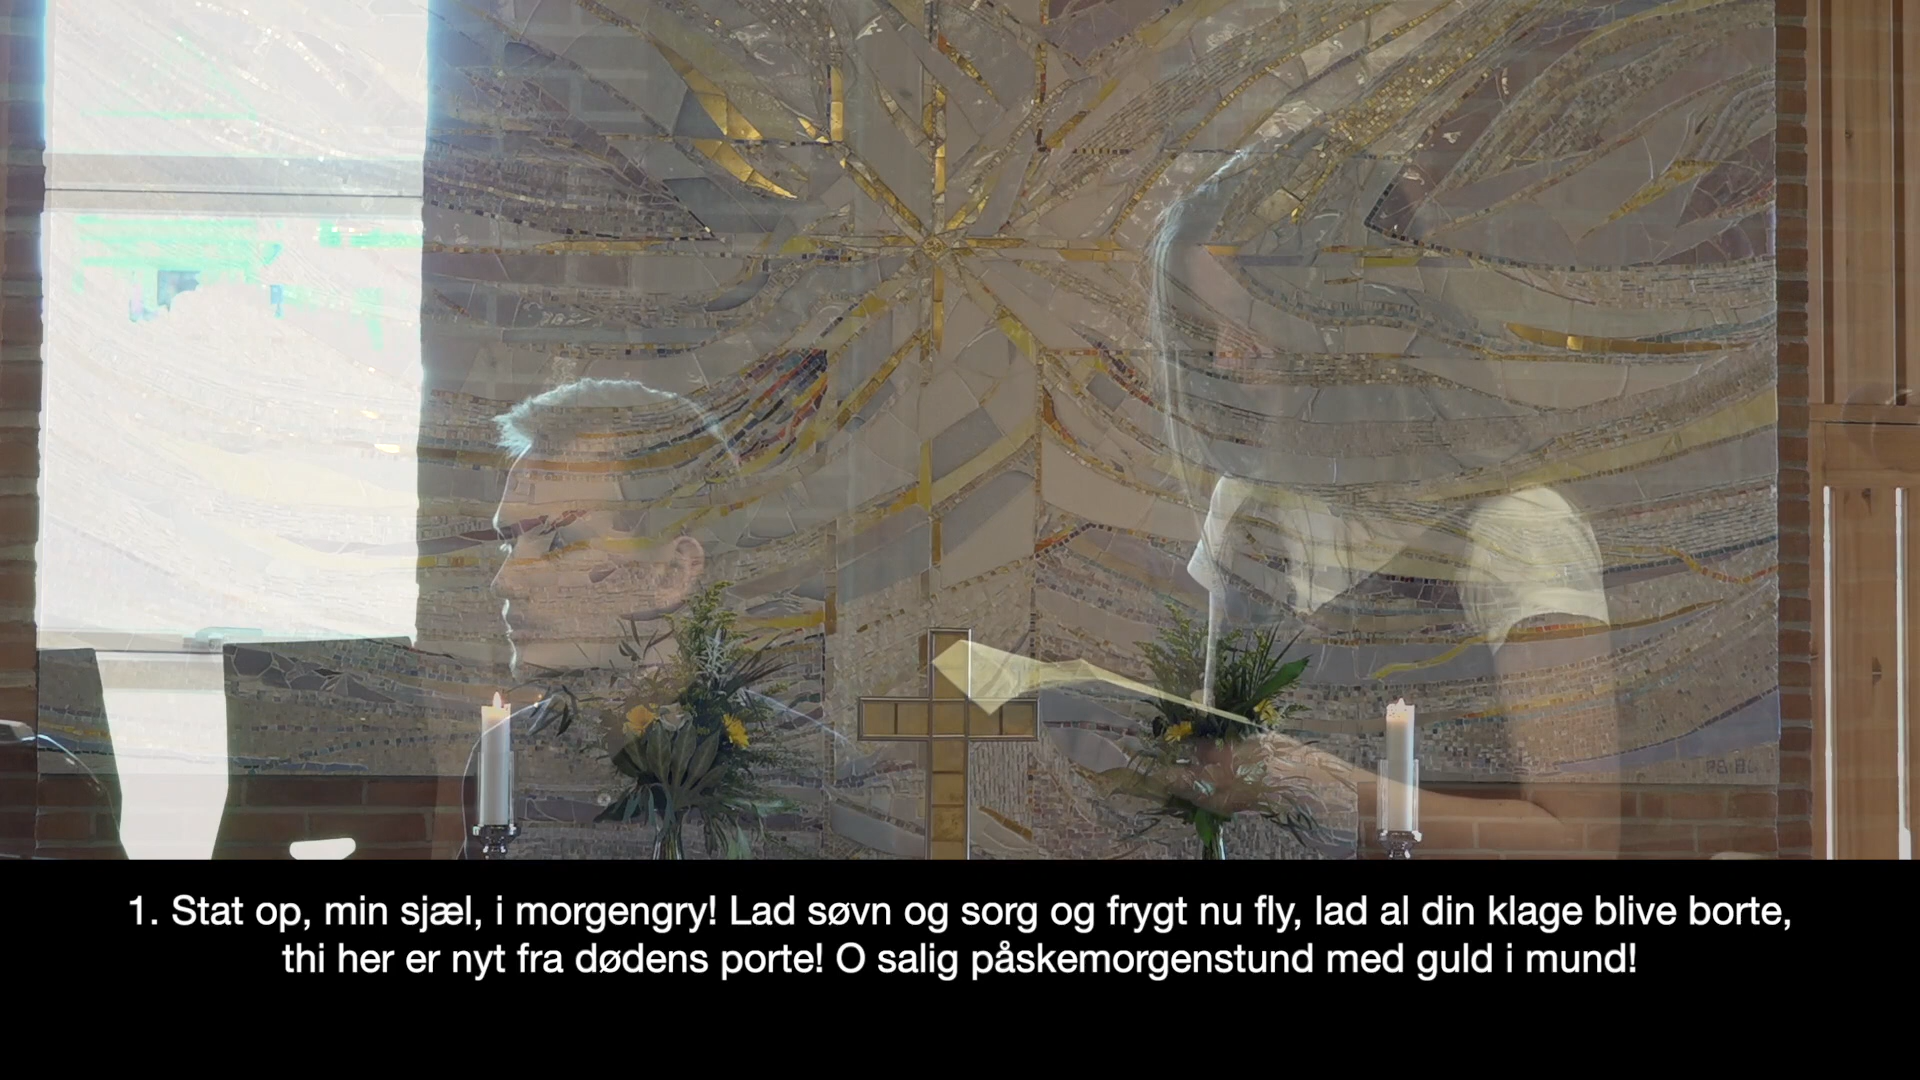 1. Stat op, min sjæl, i morgengry! Lad søvn og sorg og frygt nu fly, lad al din klage blive borte,
thi her er nyt fra dødens porte! O salig påskemorgenstund med guld i mund!